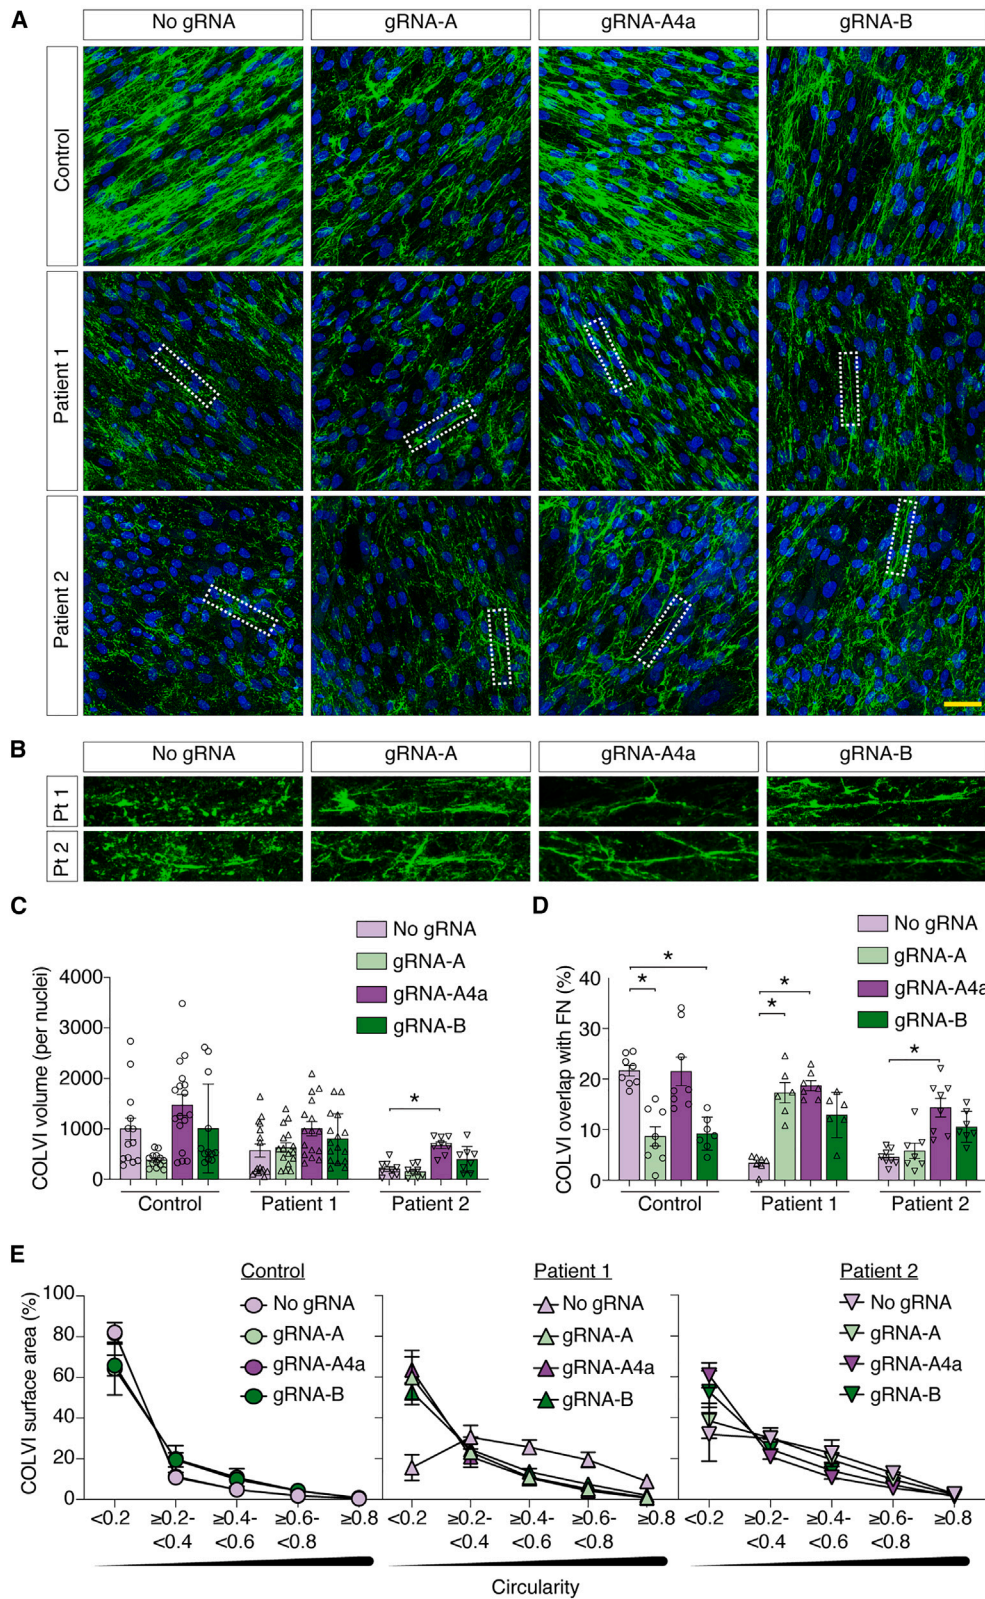 A
No gRNA
gRNA-A
gRNA-A4a
gRNA-B
Control
Patient 1
Patient 2
B
No gRNA
gRNA-A
gRNA-A4a
gRNA-B
Pt 1
Pt 2
C
No gRNA
gRNA-A
gRNA-A4a
gRNA-B
COLVI volume (per nuclei)
4000
3000
2000
1000
0
*
Control
Patient 1
Patient 2
D
No gRNA
gRNA-A
gRNA-A4a
gRNA-B
COLVI overlap with FN (%)
40
30
20
10
0
*
*
*
*
*
Control
Patient 1
Patient 2
E
COLVI surface area (%)
100
80
60
40
20
0
Control
No gRNA
gRNA-A
gRNA-A4a
gRNA-B
Patient 1
No gRNA
gRNA-A
gRNA-A4a
gRNA-B
Patient 2
No gRNA
gRNA-A
gRNA-A4a
gRNA-B
<0.2 ≥0.2- ≥0.4- ≥0.6- ≥0.8
<0.4 <0.6 <0.8
<0.2 ≥0.2- ≥0.4- ≥0.6- ≥0.8
<0.4 <0.6 <0.8
<0.2 ≥0.2- ≥0.4- ≥0.6- ≥0.8
<0.4 <0.6 <0.8
Circularity